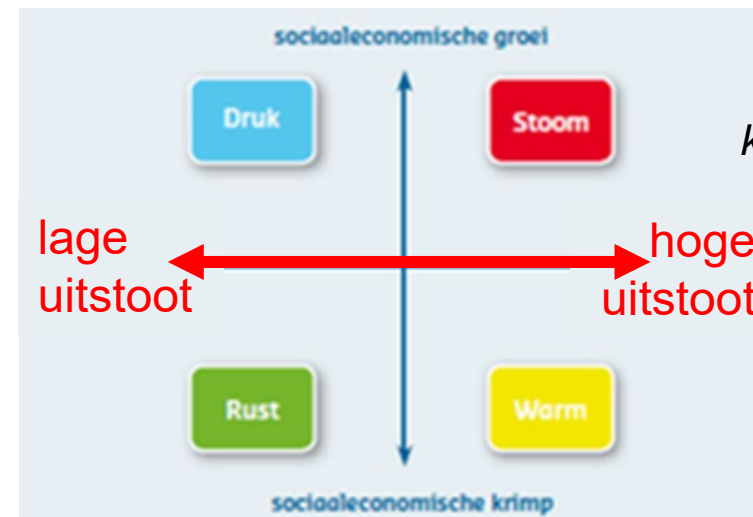 sociaaleconomische groei
Druk
Stoom
k
lage
uitstoot
hoge
uitstoot
Rust
Warm
sociaaleconomische krimp